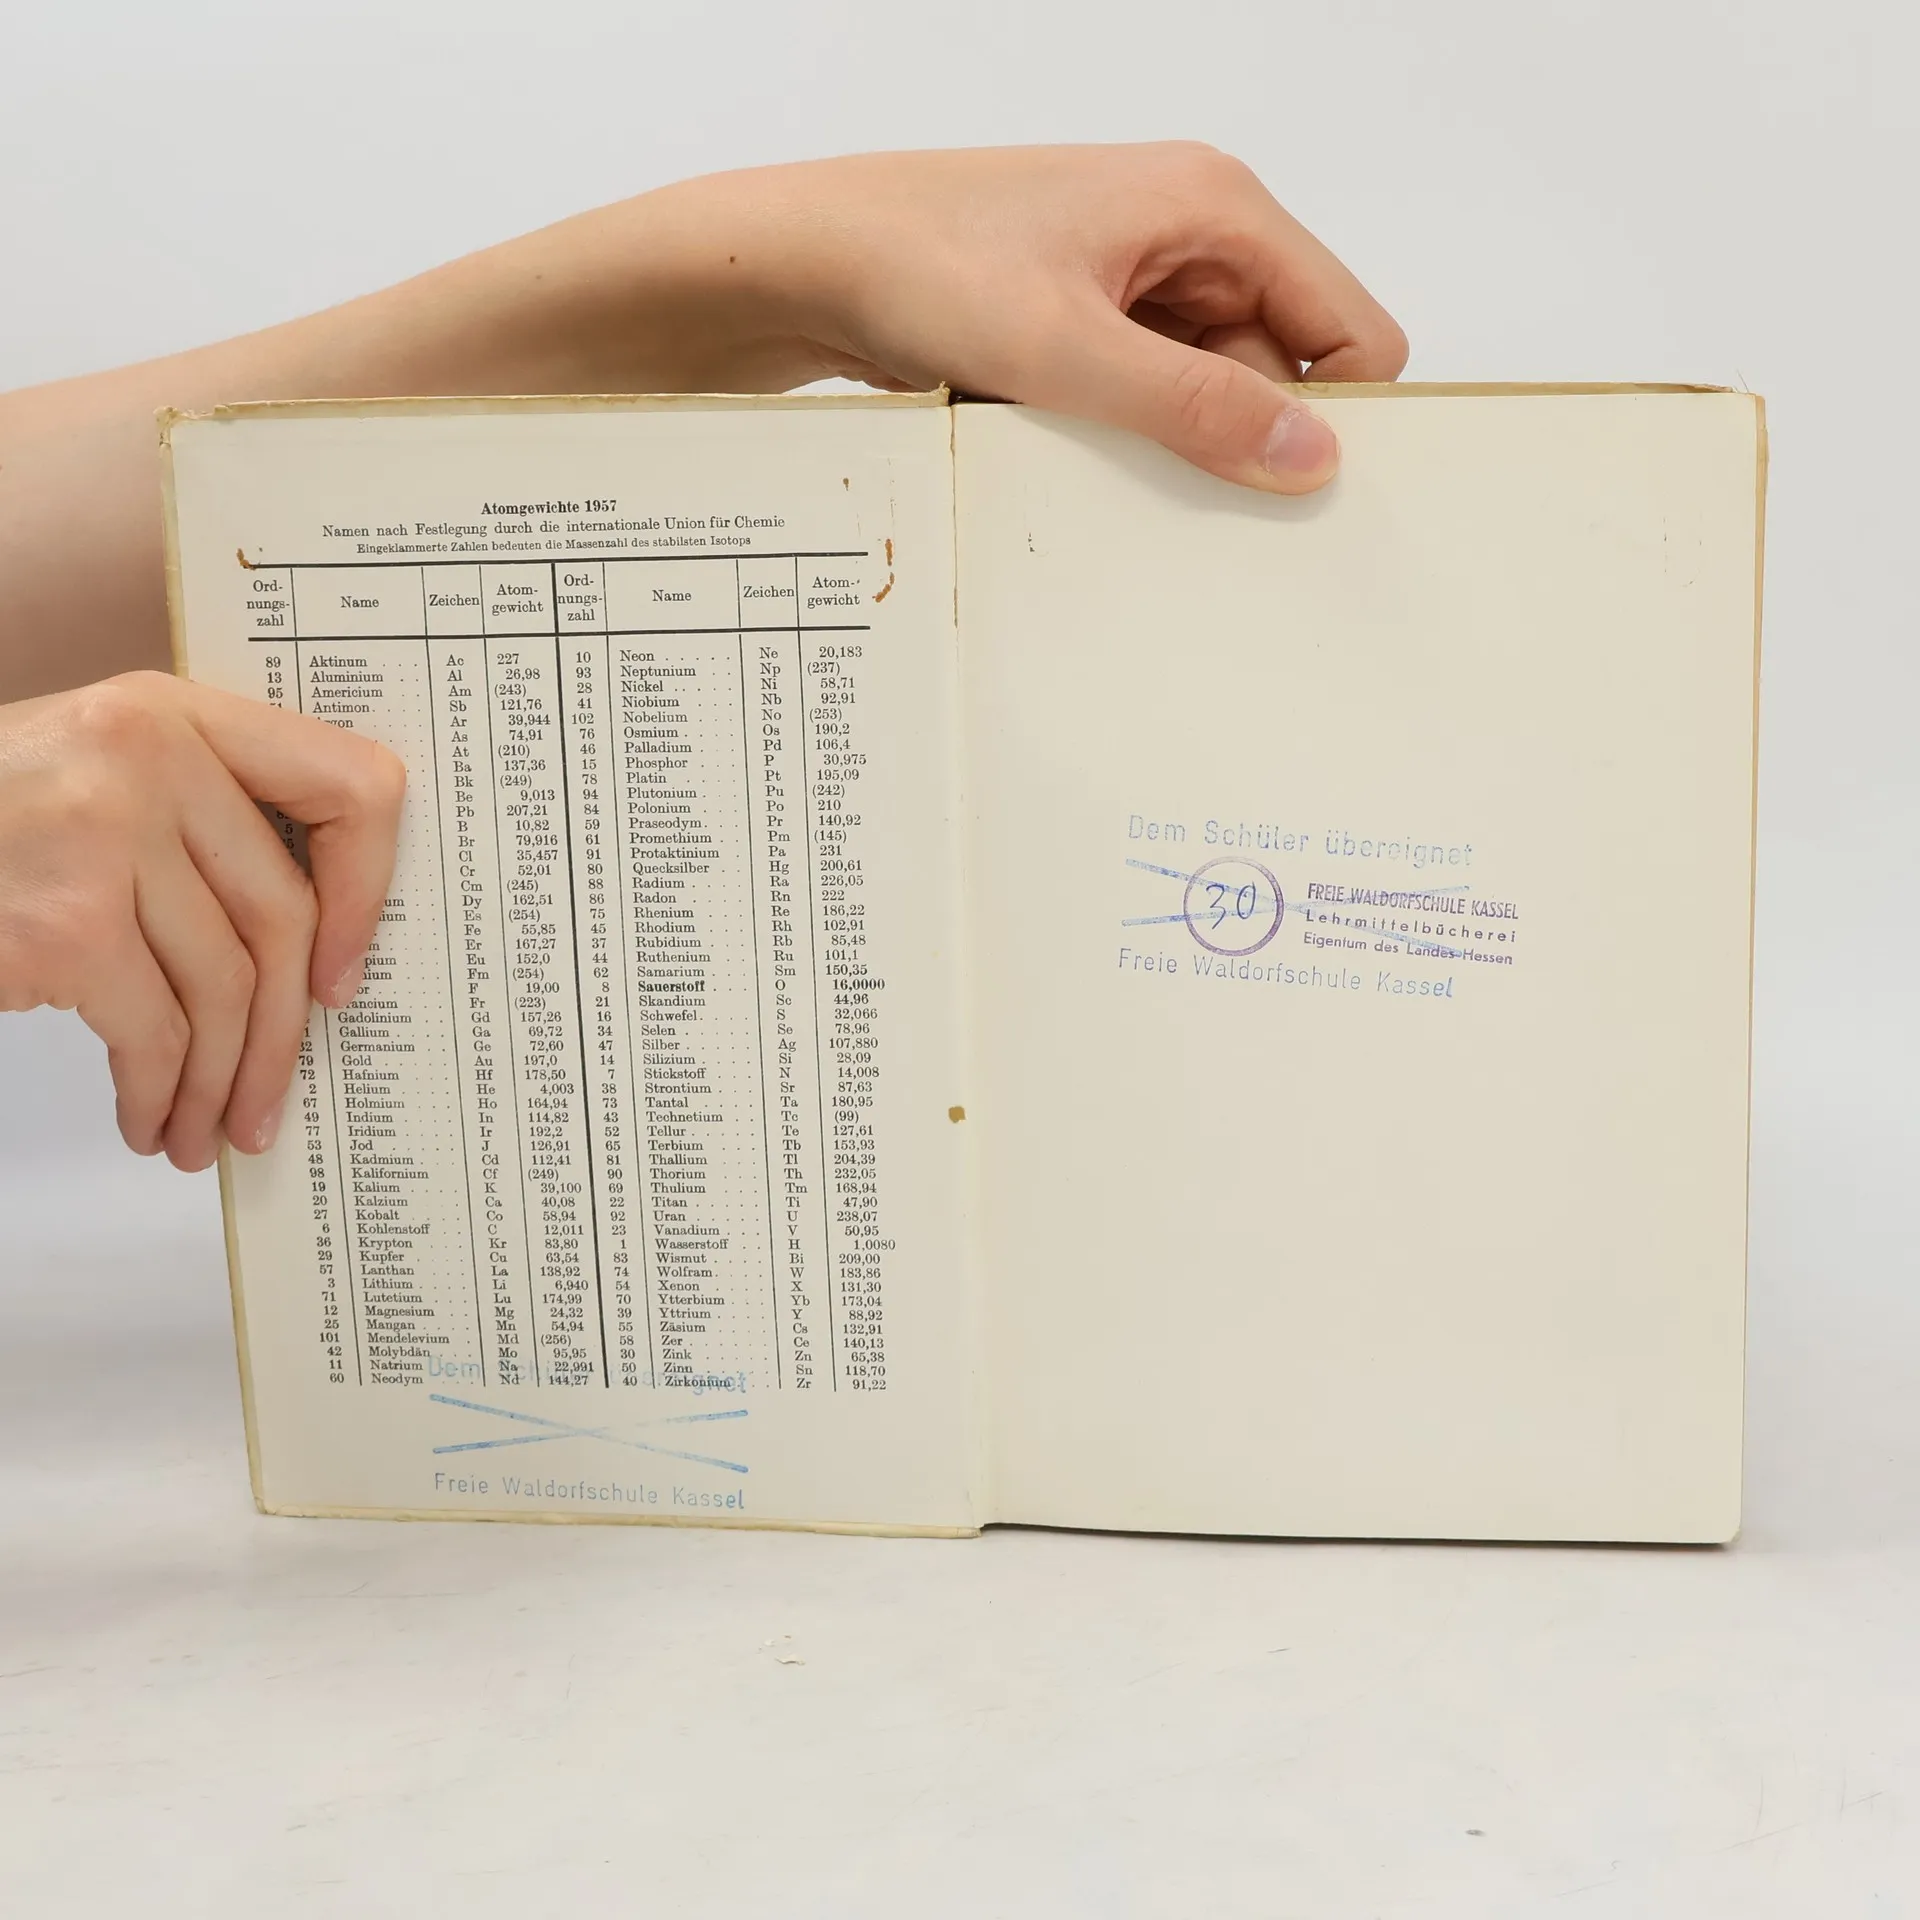 Atomgewichte 1957
Namen nach Festlegung durch die internationale Union für Chemie
Eingeklammerte Zahlen bedeuten die Massenzahl des stabilsten Isotops
Ord-nungs-zahl Name Zeichen Atom-gewicht Ord-nungs-zahl Name Zeichen Atom-gewicht
89 Aktinum . . . Ac 227 10 Neon . . . . . Ne 20,183
13 Aluminium . . Al 26,98 93 Neptunium . . Np (237)
95 Americium . . Am (243) 28 Nickel . . . . . Ni 58,71
Antimon. . . . Sb 121,76 41 Niobium . . . Nb 92,91
. . . . Ar 39,944 102 Nobelium . . . No (253)
As 74,91 76 Osmium . . . . Os 190,2
At (210) 46 Palladium . . . Pd 106,4
Ba 137,36 15 Phosphor . . . P 30,975
Bk (249) 78 Platin . . . . Pt 195,09
Be 9,013 94 Plutonium . . . Pu (242)
Pb 207,21 84 Polonium . . . Po 210
5 B 10,82 59 Praseodym. . . Pr 140,92
Br 79,916 61 Promethium . . Pm (145)
Cl 35,457 91 Protaktinium . Pa 231
Cr 52,01 80 Quecksilber . . Hg 200,61
Cm (245) 88 Radium . . . . Ra 226,05
Dy 162,51 86 Radon . . . . Rn 222
Es (254) 75 Rhenium . . . Re 186,22
Fe 55,85 45 Rhodium . . . Rh 102,91
Er 167,27 37 Rubidium . . . Rb 85,48
Eu 152,0 44 Ruthenium . . Ru 101,1
Fm (254) 62 Samarium . . . Sm 150,35
F 19,00 8 Sauerstoff . . . O 16,0000
Fr (223) 21 Skandium . . . Sc 44,96
Gadolinium . . Gd 157,26 16 Schwefel. . . . S 32,066
Gallium . . . . Ga 69,72 34 Selen . . . . . Se 78,96
32 Germanium . . Ge 72,60 47 Silber . . . . . Ag 107,880
79 Gold . . . . . Au 197,0 14 Silizium . . . . Si 28,09
72 Hafnium . . . Hf 178,50 7 Stickstoff . . . N 14,008
2 Helium . . . . He 4,003 38 Strontium . . . Sr 87,63
67 Holmium . . . Ho 164,94 73 Tantal . . . . Ta 180,95
49 Indium . . . . In 114,82 43 Technetium . . Tc (99)
77 Iridium . . . . Ir 192,2 52 Tellur . . . . . Te 127,61
53 Jod . . . . . J 126,91 65 Terbium . . . Tb 153,93
48 Kadmium . . . Cd 112,41 81 Thallium . . . Tl 204,39
98 Kalifornium . Cf (249) 90 Thorium . . . Th 232,05
19 Kalium . . . . K 39,100 69 Thulium . . . Tm 168,94
20 Kalzium . . . Ca 40,08 22 Titan . . . . . Ti 47,90
27 Kobalt . . . . Co 58,94 92 Uran . . . . . U 238,07
6 Kohlenstoff . . C 12,011 23 Vanadium . . . V 50,95
36 Krypton . . . Kr 83,80 1 Wasserstoff . . H 1,0080
29 Kupfer . . . . Cu 63,54 83 Wismut . . . . Bi 209,00
57 Lanthan . . . La 138,92 74 Wolfram. . . . W 183,86
3 Lithium . . . . Li 6,940 54 Xenon . . . . X 131,30
71 Lutetium . . . Lu 174,99 70 Ytterbium . . . Yb 173,04
12 Magnesium . . Mg 24,32 39 Yttrium . . . . Y 88,92
25 Mangan . . . . Mn 54,94 55 Zäsium . . . . Cs 132,91
101 Mendelevium . Md (256) 58 Zer . . . . . . Ce 140,13
42 Molybdän . . . Mo 95,95 30 Zink . . . . . Zn 65,38
11 Natrium . . . Na 22,991 50 Zinn . . . . . Sn 118,70
60 Neodym . . . Nd 144,27 40 Zirkonium . . . Zr 91,22
Dem Schüler übereignet
Freie Waldorfschule Kassel
Dem Schüler übereignet
30
FREIE WALDORFSCHULE KASSEL
Lehrmittelbücherei
Eigentum des Landes Hessen
Freie Waldorfschule Kassel